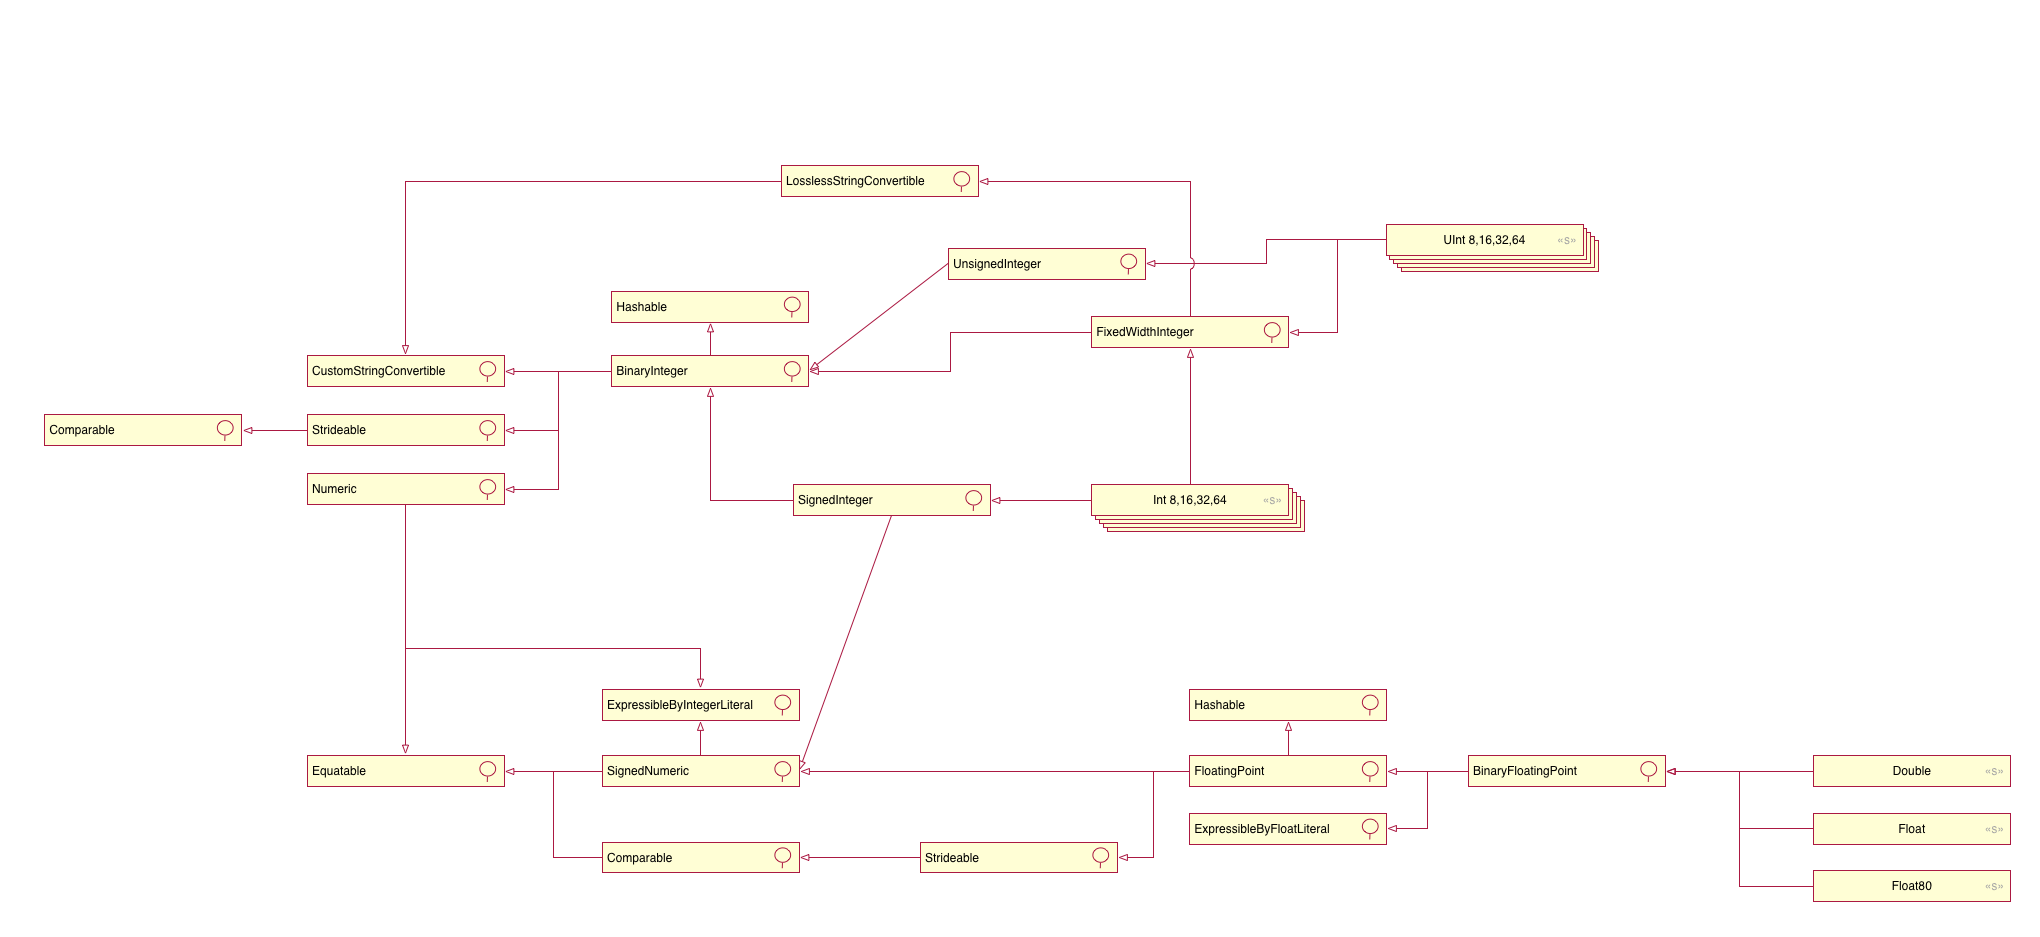 LosslessStringConvertible
UInt 8,16,32,64 «s»
UnsignedInteger
Hashable
FixedWidthInteger
CustomStringConvertible
BinaryInteger
Comparable
Strideable
Numeric
SignedInteger
Int 8,16,32,64 «s»
ExpressibleByIntegerLiteral
Hashable
Equatable
SignedNumeric
FloatingPoint
BinaryFloatingPoint
Double «s»
ExpressibleByFloatLiteral
Float «s»
Comparable
Strideable
Float80 «s»